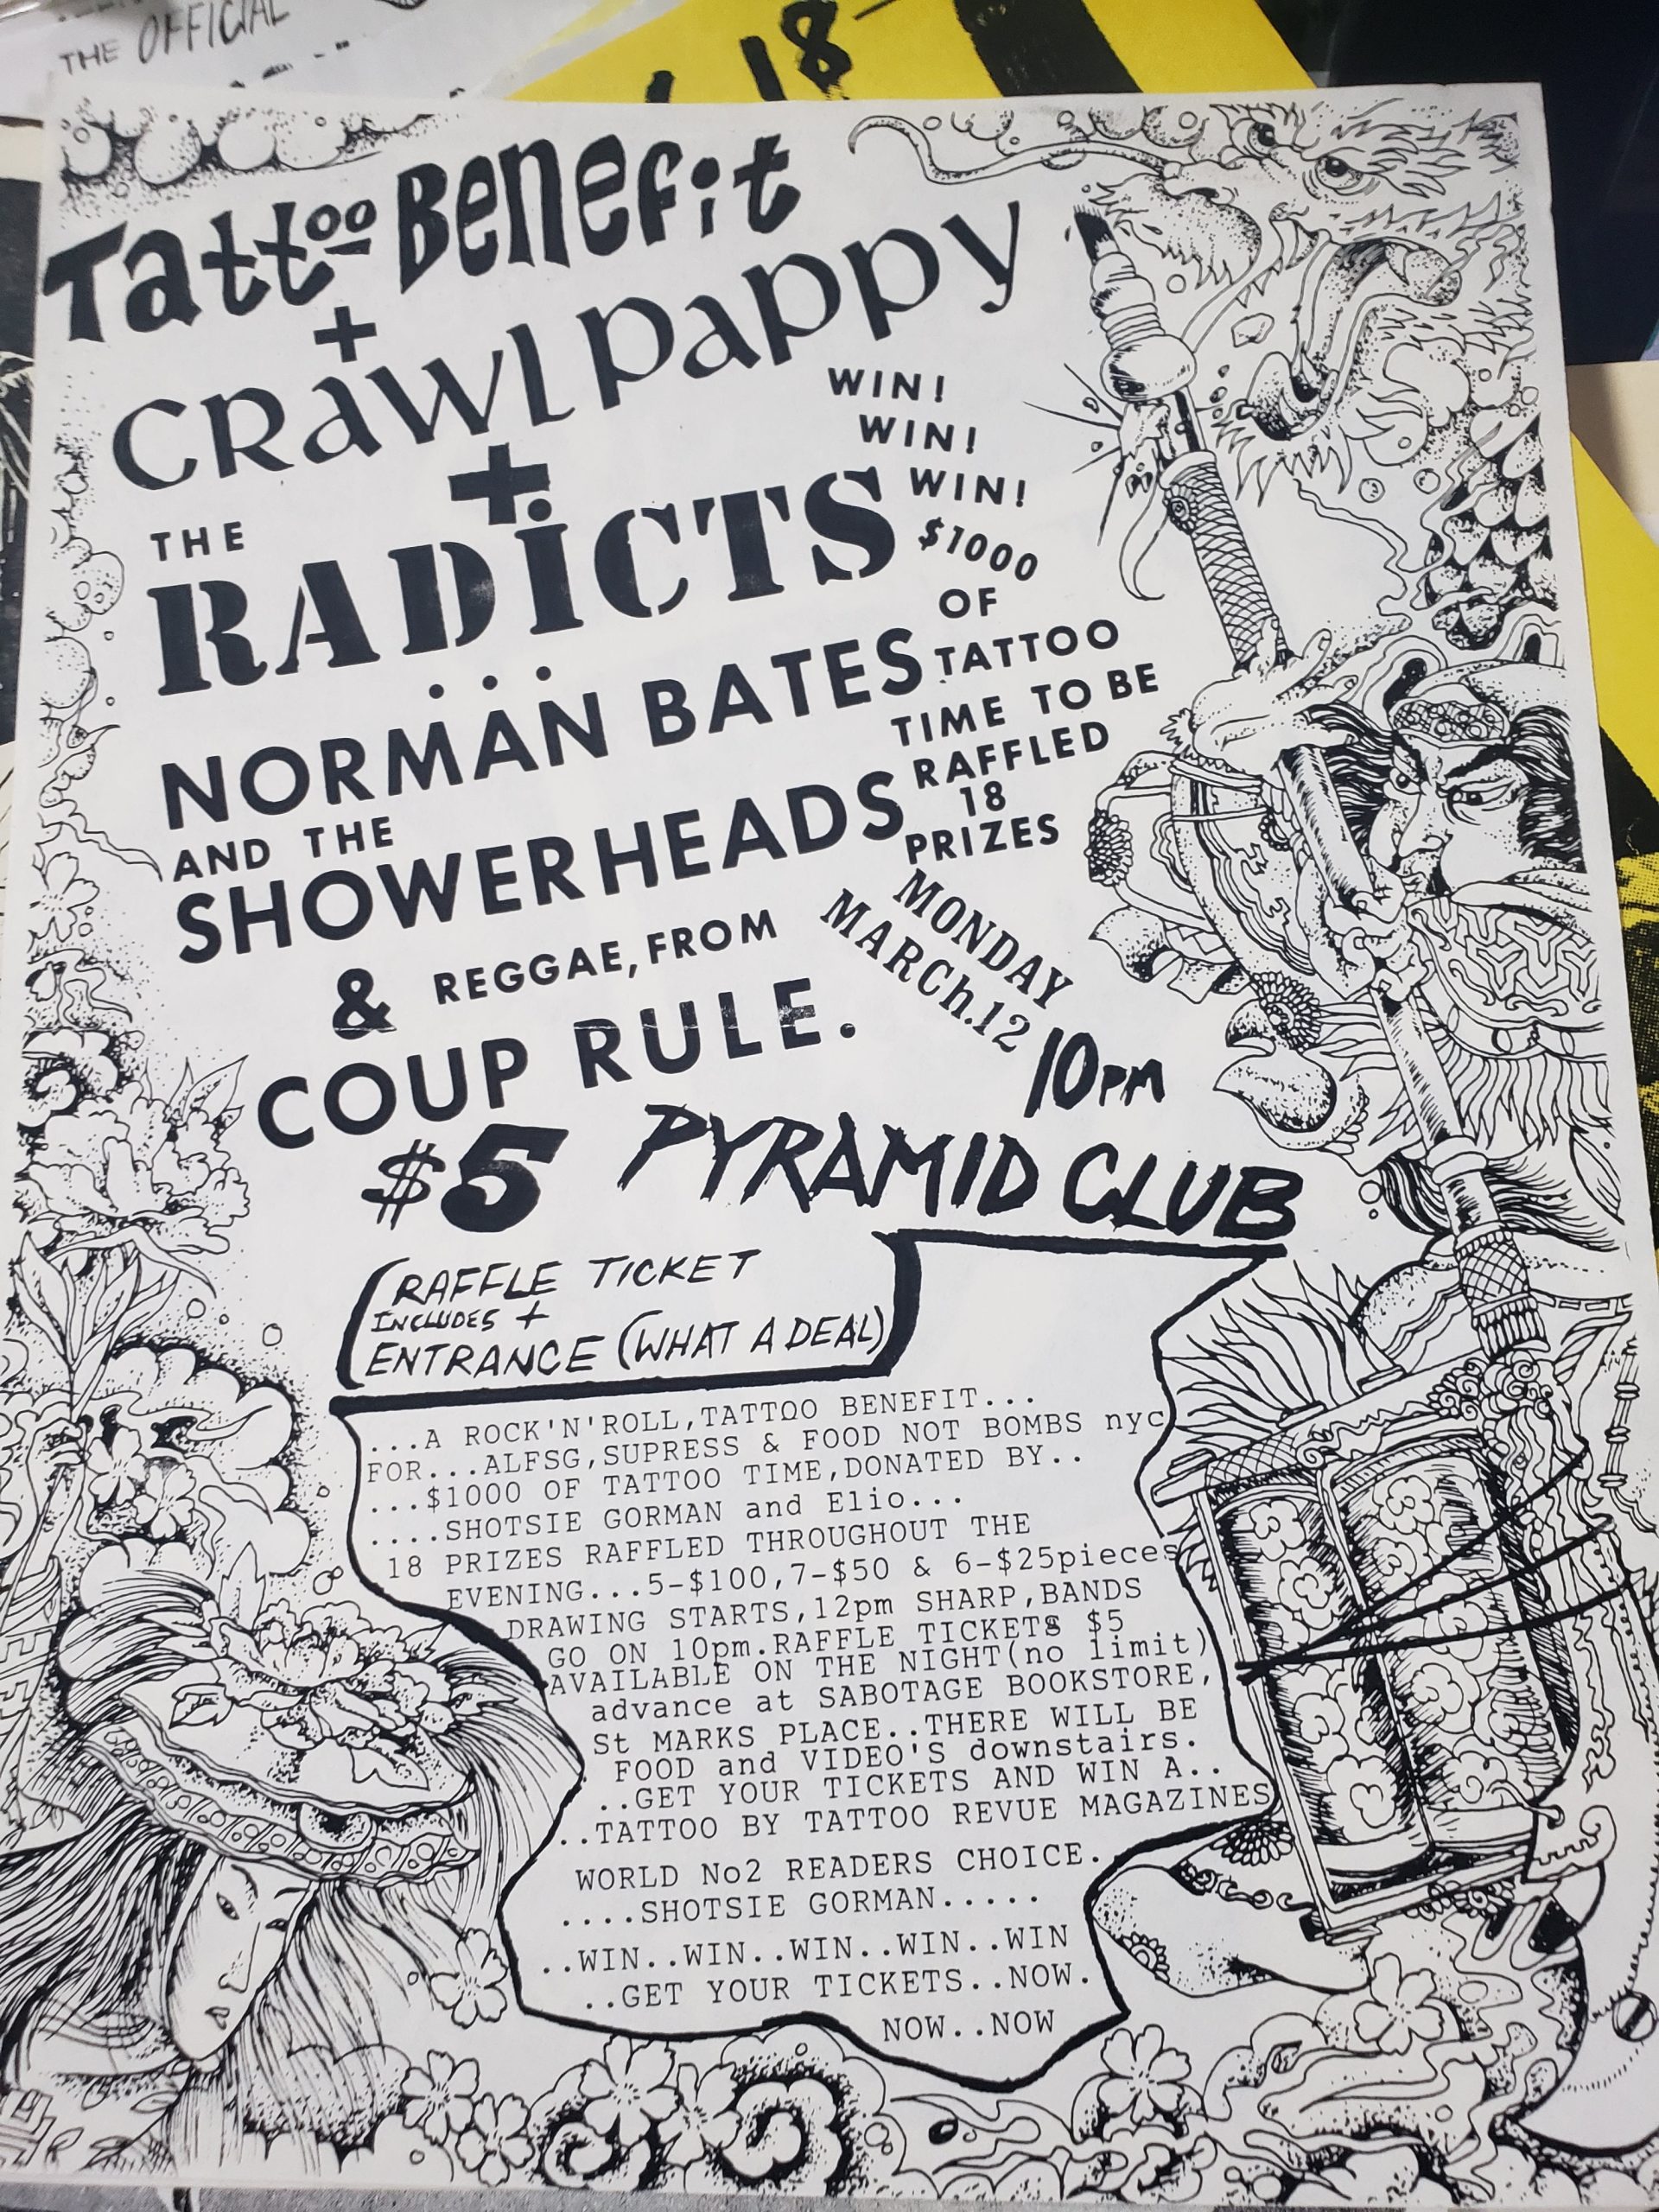 THE OFFICIAL
18
Tattoo Benefit
+
Crawlpappy
+
THE
RADiCTS
...
NORMAN BATES
AND THE
SHOWERHEADS
& REGGAE, FROM
COUP RULE.
WIN!
WIN!
WIN!
$1000
OF
TATTOO
TIME TO BE
RAFFLED
18
PRIZES
MONDAY
MARCh.12
10PM
$5 PYRAMID CLUB
(RAFFLE TICKET
INCLUDES +
ENTRANCE (WHAT A DEAL)
...A ROCK'N'ROLL,TATTOO BENEFIT...
FOR...ALFSG,SUPRESS & FOOD NOT BOMBS nyc
...$1000 OF TATTOO TIME,DONATED BY..
....SHOTSIE GORMAN and Elio...
18 PRIZES RAFFLED THROUGHOUT THE
EVENING...5-$100,7-$50 & 6-$25pieces
DRAWING STARTS,12pm SHARP,BANDS
GO ON 10pm.RAFFLE TICKETS $5
AVAILABLE ON THE NIGHT(no limit)
advance at SABOTAGE BOOKSTORE,
St MARKS PLACE..THERE WILL BE
FOOD and VIDEO'S downstairs.
..GET YOUR TICKETS AND WIN A..
..TATTOO BY TATTOO REVUE MAGAZINES
WORLD No2 READERS CHOICE.
....SHOTSIE GORMAN.....
..WIN..WIN..WIN..WIN..WIN
..GET YOUR TICKETS..NOW.
NOW..NOW